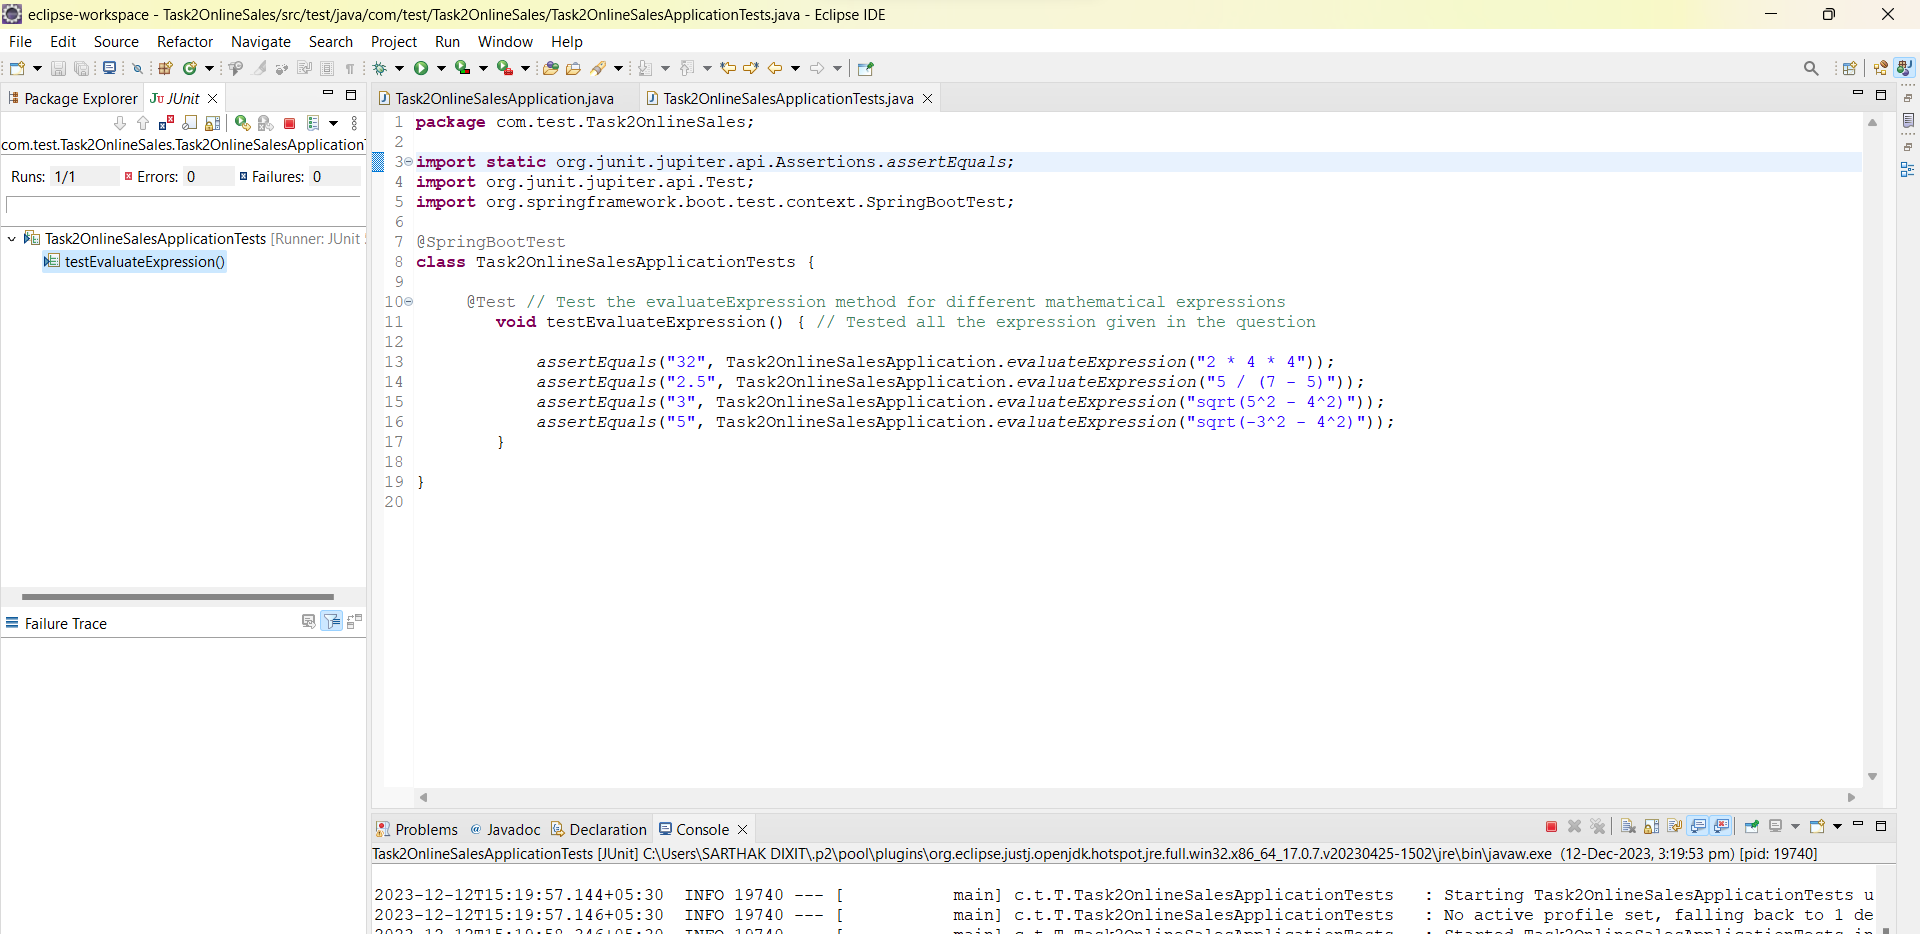 eclipse-workspace - Task2OnlineSales/src/test/java/com/test/Task2OnlineSales/Task2OnlineSalesApplicationTests.java - Eclipse IDE
File Edit Source Refactor Navigate Search Project Run Window Help
Package Explorer JUnit
com.test.Task2OnlineSales.Task2OnlineSalesApplication
Runs: 1/1 Errors: 0 Failures: 0
Task2OnlineSalesApplicationTests [Runner: JUnit
testEvaluateExpression()
Failure Trace
Task2OnlineSalesApplication.java Task2OnlineSalesApplicationTests.java
1 package com.test.Task2OnlineSales;
2
3 import static org.junit.jupiter.api.Assertions.assertEquals;
4 import org.junit.jupiter.api.Test;
5 import org.springframework.boot.test.context.SpringBootTest;
6
7 @SpringBootTest
8 class Task2OnlineSalesApplicationTests {
9
10 @Test // Test the evaluateExpression method for different mathematical expressions
11 void testEvaluateExpression() { // Tested all the expression given in the question
12
13 assertEquals("32", Task2OnlineSalesApplication.evaluateExpression("2 * 4 * 4"));
14 assertEquals("2.5", Task2OnlineSalesApplication.evaluateExpression("5 / (7 - 5)"));
15 assertEquals("3", Task2OnlineSalesApplication.evaluateExpression("sqrt(5^2 - 4^2)"));
16 assertEquals("5", Task2OnlineSalesApplication.evaluateExpression("sqrt(-3^2 - 4^2)"));
17 }
18
19 }
20
Problems Javadoc Declaration Console
Task2OnlineSalesApplicationTests [JUnit] C:\Users\SARTHAK DIXIT\.p2\pool\plugins\org.eclipse.justj.openjdk.hotspot.jre.full.win32.x86_64_17.0.7.v20230425-1502\jre\bin\javaw.exe (12-Dec-2023, 3:19:53 pm) [pid: 19740]
2023-12-12T15:19:57.144+05:30 INFO 19740 --- [ main] c.t.T.Task2OnlineSalesApplicationTests : Starting Task2OnlineSalesApplicationTests u
2023-12-12T15:19:57.146+05:30 INFO 19740 --- [ main] c.t.T.Task2OnlineSalesApplicationTests : No active profile set, falling back to 1 de